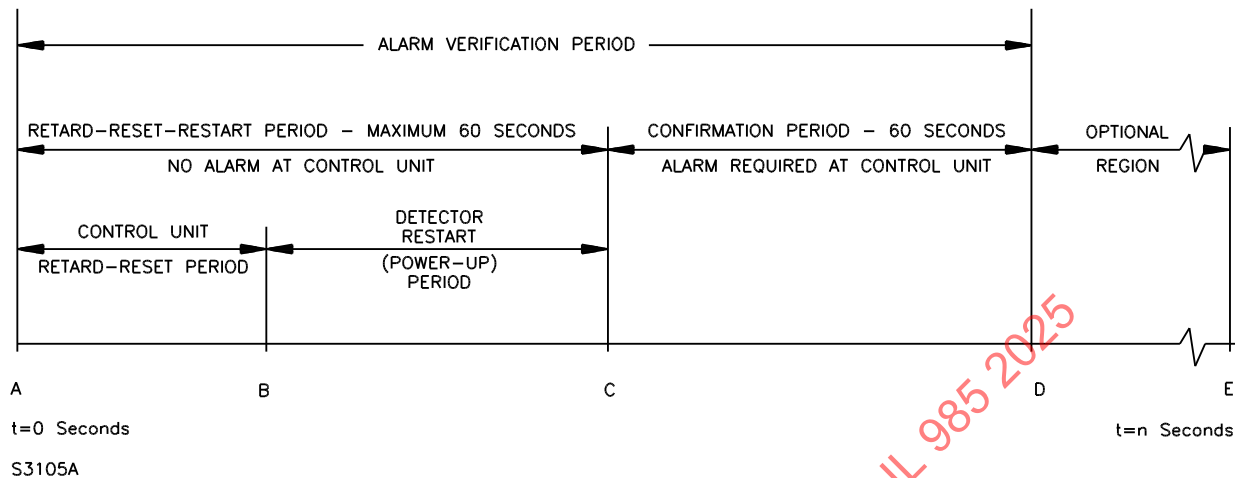 ALARM VERIFICATION PERIOD
RETARD-RESET-RESTART PERIOD - MAXIMUM 60 SECONDS
NO ALARM AT CONTROL UNIT
CONFIRMATION PERIOD - 60 SECONDS
ALARM REQUIRED AT CONTROL UNIT
OPTIONAL
REGION
CONTROL UNIT
RETARD-RESET PERIOD
DETECTOR
RESTART
(POWER-UP)
PERIOD
A
B
C
D
E
t=0 Seconds
t=n Seconds
S3105A
985 2025